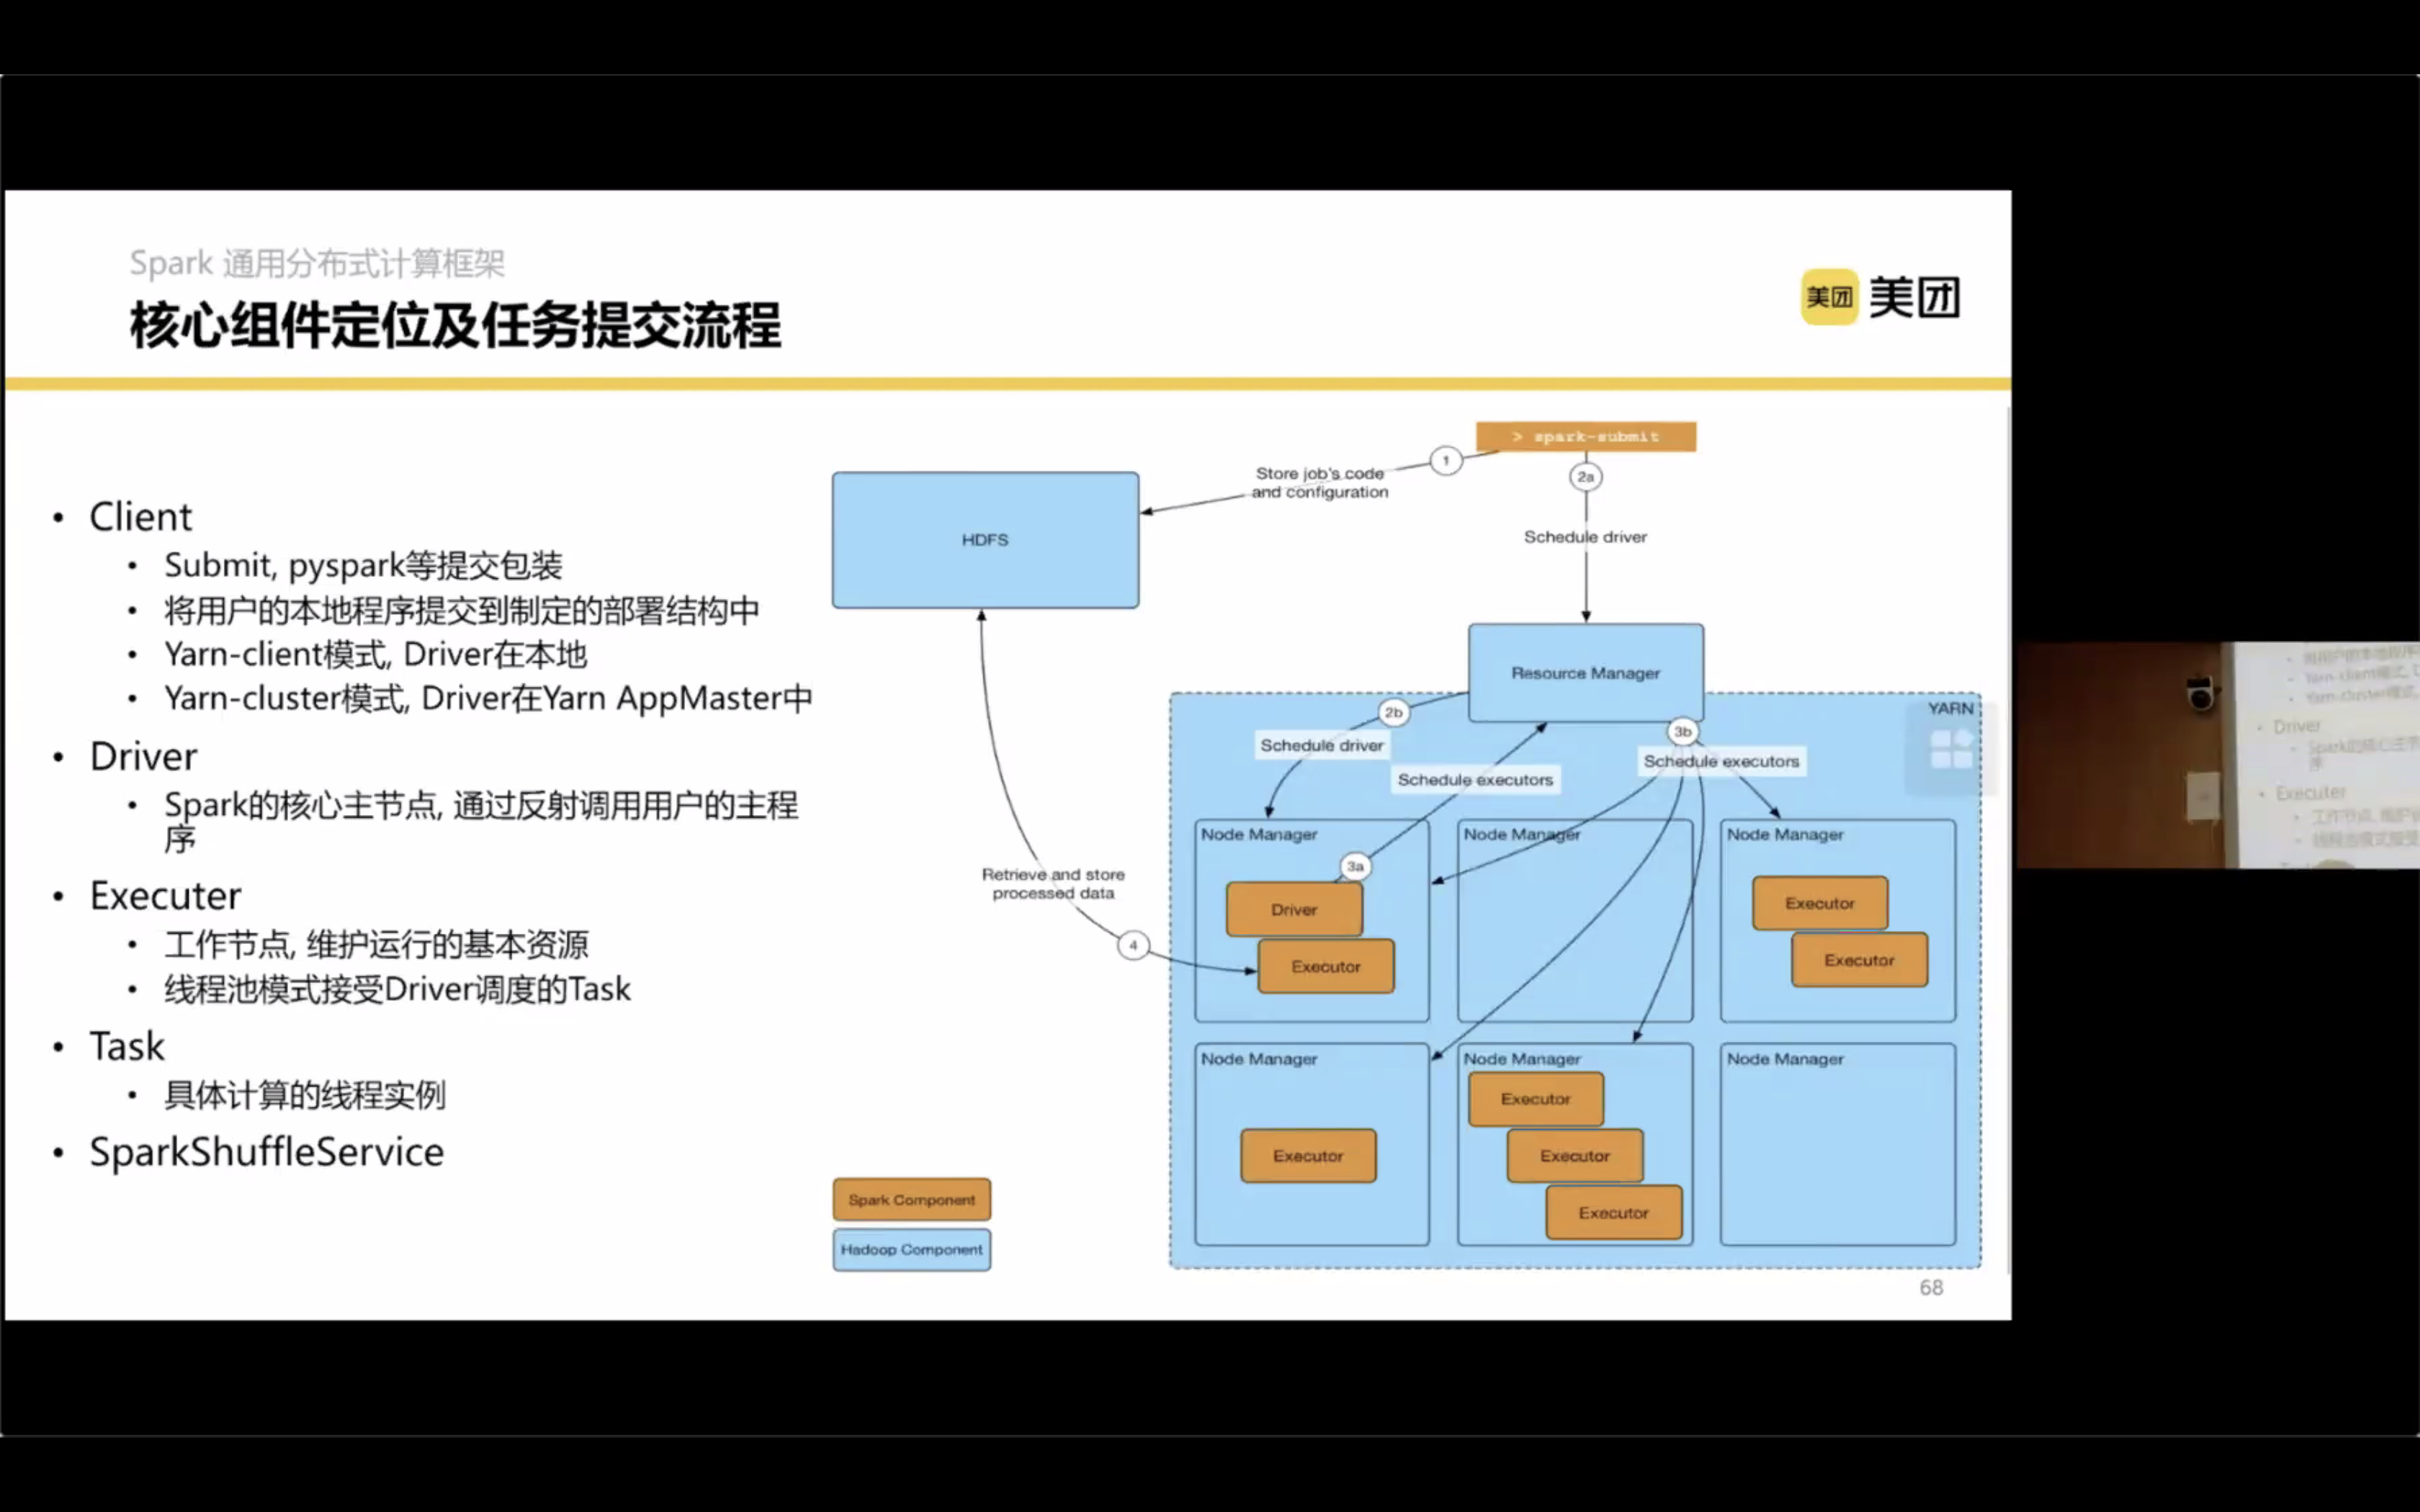 Spark 通用分布式计算框架
核心组件定位及任务提交流程
美团 美团
• Client
• Submit, pyspark等提交包装
• 将用户的本地程序提交到制定的部署结构中
• Yarn-client模式, Driver在本地
• Yarn-cluster模式, Driver在Yarn AppMaster中
• Driver
• Spark的核心主节点, 通过反射调用用户的主程
序
• Executer
• 工作节点, 维护运行的基本资源
• 线程池模式接受Driver调度的Task
• Task
• 具体计算的线程实例
• SparkShuffleService
> spark-submit
1
Store job's code
and configuration
2a
HDFS
Schedule driver
Resource Manager
YARN
2b
3b
Schedule driver
Schedule executors
Schedule executors
Node Manager
Node Manager
Node Manager
3a
Retrieve and store
processed data
Driver
Executor
4
Executor
Executor
Node Manager
Node Manager
Node Manager
Executor
Executor
Executor
Executor
Spark Component
Hadoop Component
68
• Driver
• Executer